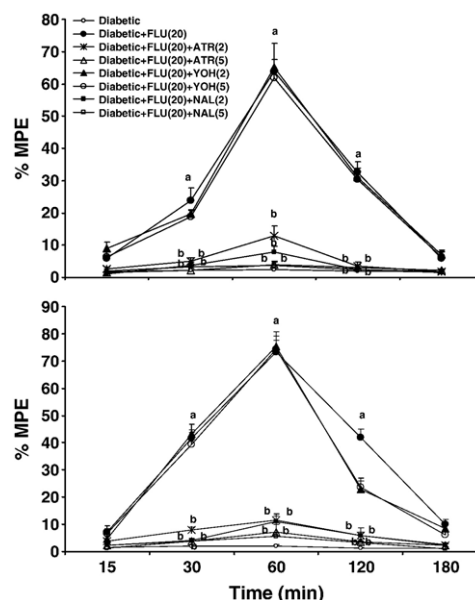 80
70
60
50
40
30
20
10
0
% MPE
Diabetic
Diabetic+FLU(20)
Diabetic+FLU(20)+ATR(2)
Diabetic+FLU(20)+ATR(5)
Diabetic+FLU(20)+YOH(2)
Diabetic+FLU(20)+YOH(5)
Diabetic+FLU(20)+NAL(2)
Diabetic+FLU(20)+NAL(5)
a
a
a
b
b
b b
b b
b b
b b
b b
b b
90
80
70
60
50
40
30
20
10
0
% MPE
a
a
a
b
b b
b b
b b
b b
b b
b
15 30 60 120 180
Time (min)